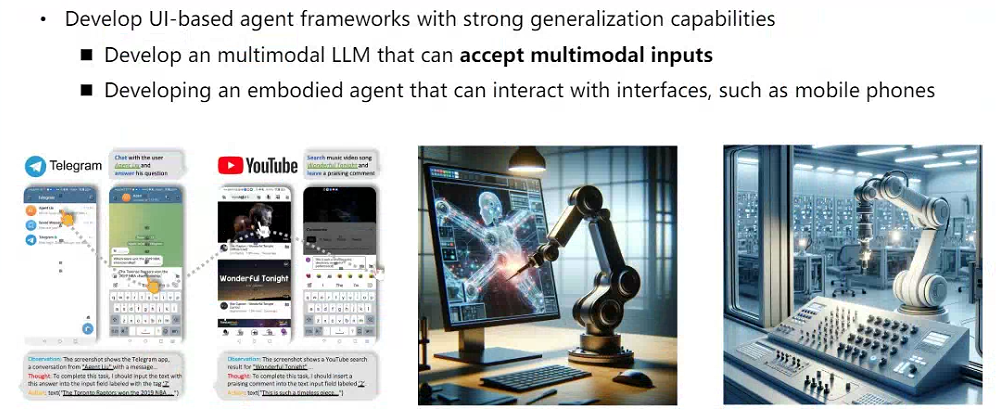 • Develop UI-based agent frameworks with strong generalization capabilities
■ Develop an multimodal LLM that can accept multimodal inputs
■ Developing an embodied agent that can interact with interfaces, such as mobile phones
Telegram
Chat with the user
Agent Liu and
answer his question
YouTube
Search music video song
Wonderful Tonight and
leave a praising comment
Wonderful Tonight
Observation: The screenshot shows the Telegram app,
a conversation from "Agent Liu" with a message...
Thought: To complete this task, I should input the text with
this answer into the input field labeled with the tag '2'
Action: text("The Toronto Raptors won the 2019 NBA ....")
Observation: The screenshot shows a YouTube search
result for "Wonderful Tonight"...
Thought: To complete this task, I should insert a
praising comment into the text input field labeled '2'.
Action: text("This is such a timeless piece...")